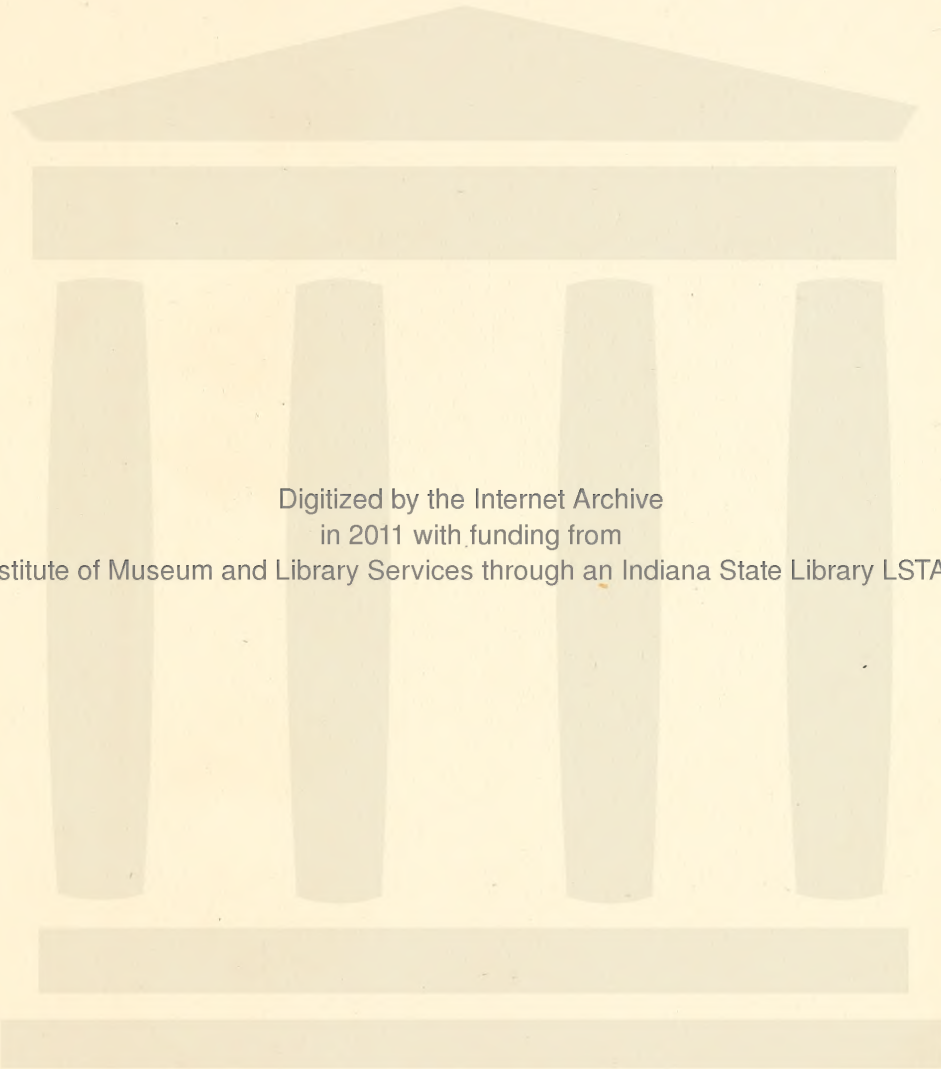 Digitized by the Internet Archive
in 2011 with funding from
stitute of Museum and Library Services through an Indiana State Library LSTA